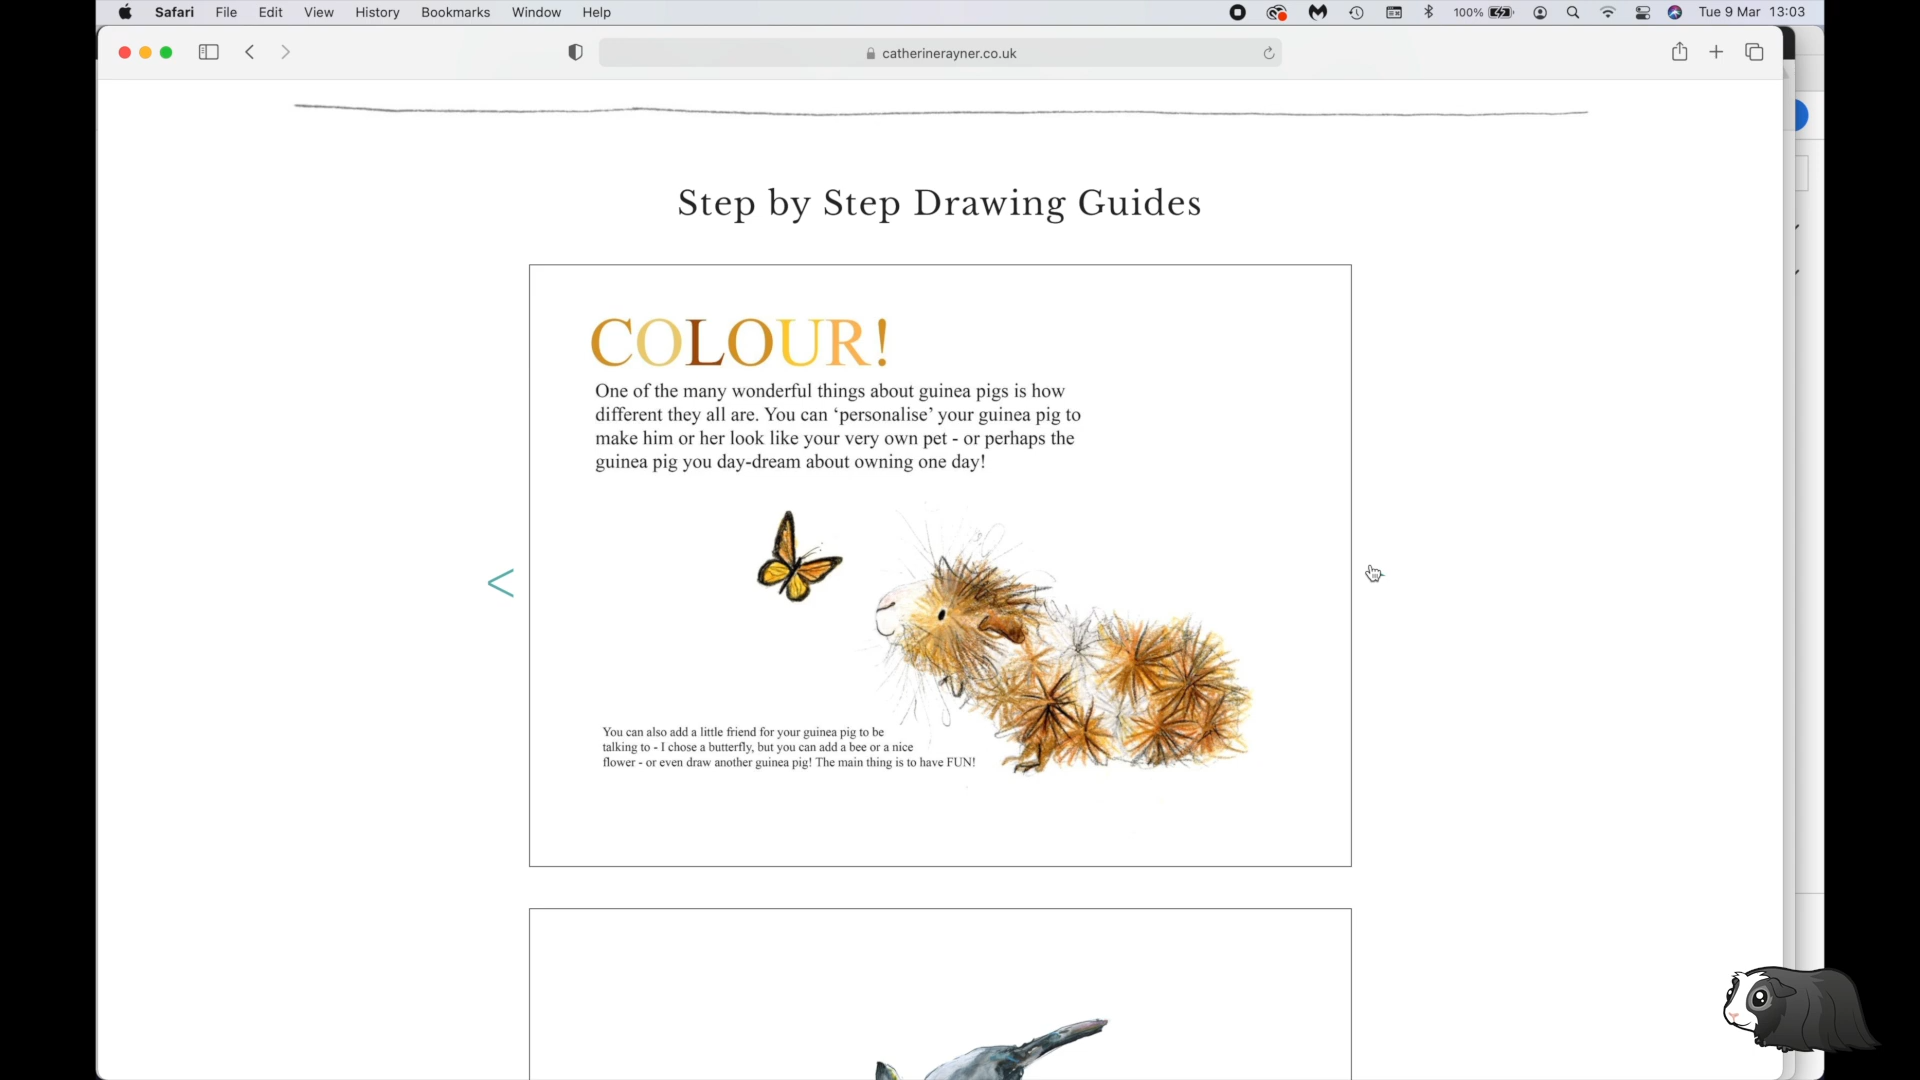 Safari File Edit View History Bookmarks Window Help 100% Tue 9 Mar 13:03
catherinerayner.co.uk
Step by Step Drawing Guides
COLOUR!
One of the many wonderful things about guinea pigs is how
different they all are. You can ‘personalise’ your guinea pig to
make him or her look like your very own pet - or perhaps the
guinea pig you day-dream about owning one day!
<
You can also add a little friend for your guinea pig to be
talking to - I chose a butterfly, but you can add a bee or a nice
flower - or even draw another guinea pig! The main thing is to have FUN!